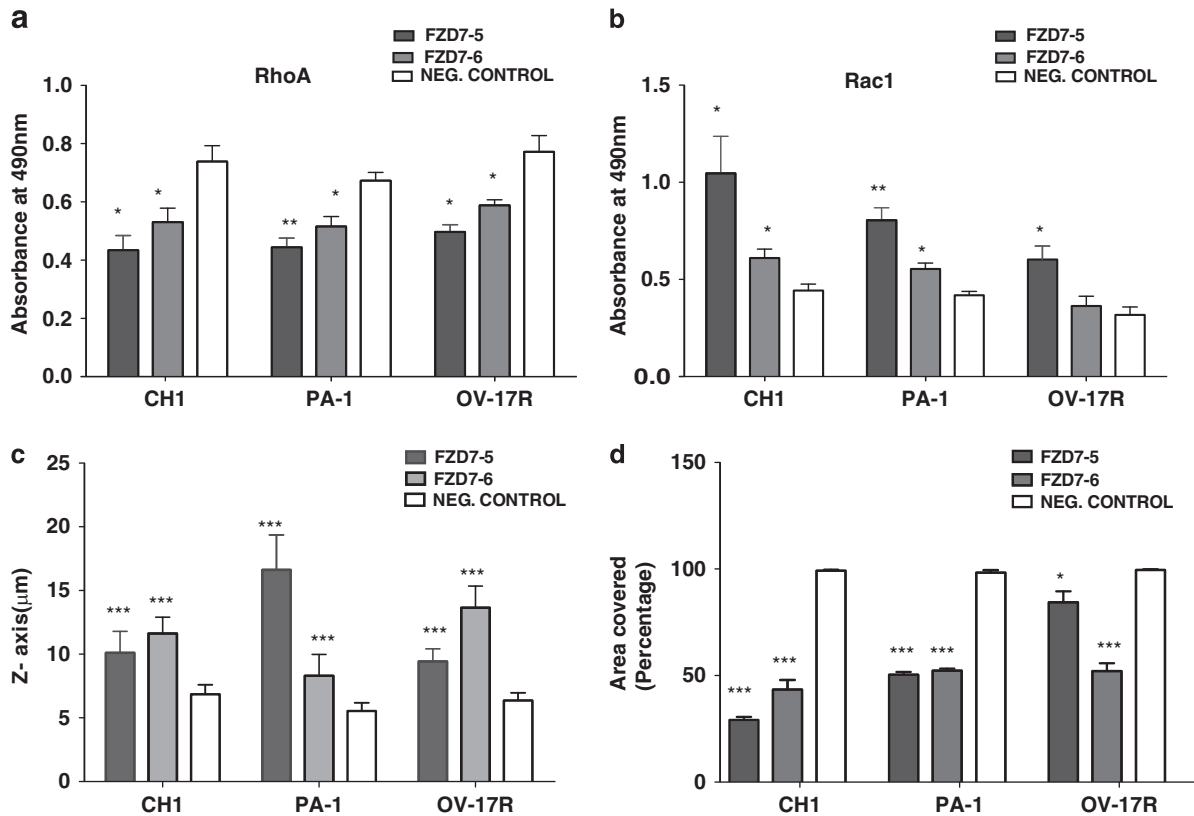 a
FZD7-5
FZD7-6
NEG. CONTROL
RhoA
Absorbance at 490nm
1.0
0.8
0.6
0.4
0.2
0.0
* * ** * * *
CH1 PA-1 OV-17R
b
FZD7-5
FZD7-6
NEG. CONTROL
Rac1
Absorbance at 490nm
1.5
1.0
0.5
0.0
* * ** * *
CH1 PA-1 OV-17R
c
FZD7-5
FZD7-6
NEG. CONTROL
Z- axis(μm)
25
20
15
10
5
0
*** *** *** *** *** ***
CH1 PA-1 OV-17R
d
FZD7-5
FZD7-6
NEG. CONTROL
Area covered
(Percentage)
150
100
50
0
*** *** *** *** * ***
CH1 PA-1 OV-17R